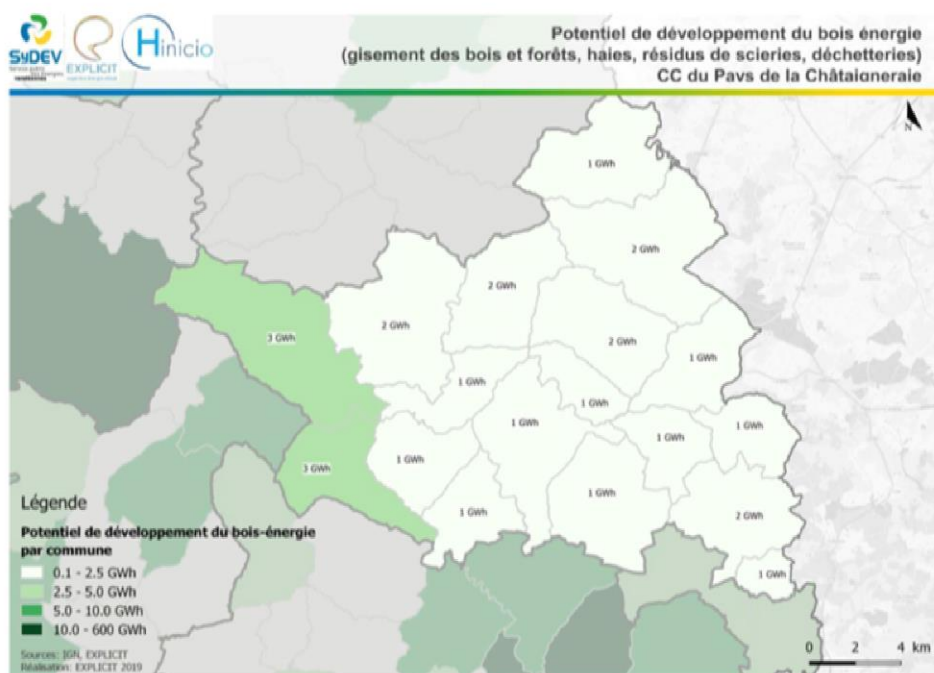 SyDEV
EXPLICIT
Hinicio
Potentiel de développement du bois énergie
(gisement des bois et forêts, haies, résidus de scieries, déchetteries)
CC du Pays de la Châtaigneraie
N
1 GWh
2 GWh
2 GWh
2 GWh
3 GWh
2 GWh
1 GWh
1 GWh
1 GWh
1 GWh
1 GWh
1 GWh
1 GWh
3 GWh
1 GWh
1 GWh
1 GWh
2 GWh
1 GWh
Légende
Potentiel de développement du bois-énergie
par commune
0.1 - 2.5 GWh
2.5 - 5.0 GWh
5.0 - 10.0 GWh
10.0 - 600 GWh
Sources: IGN, EXPLICIT
Réalisation: EXPLICIT 2019
0 2 4 km